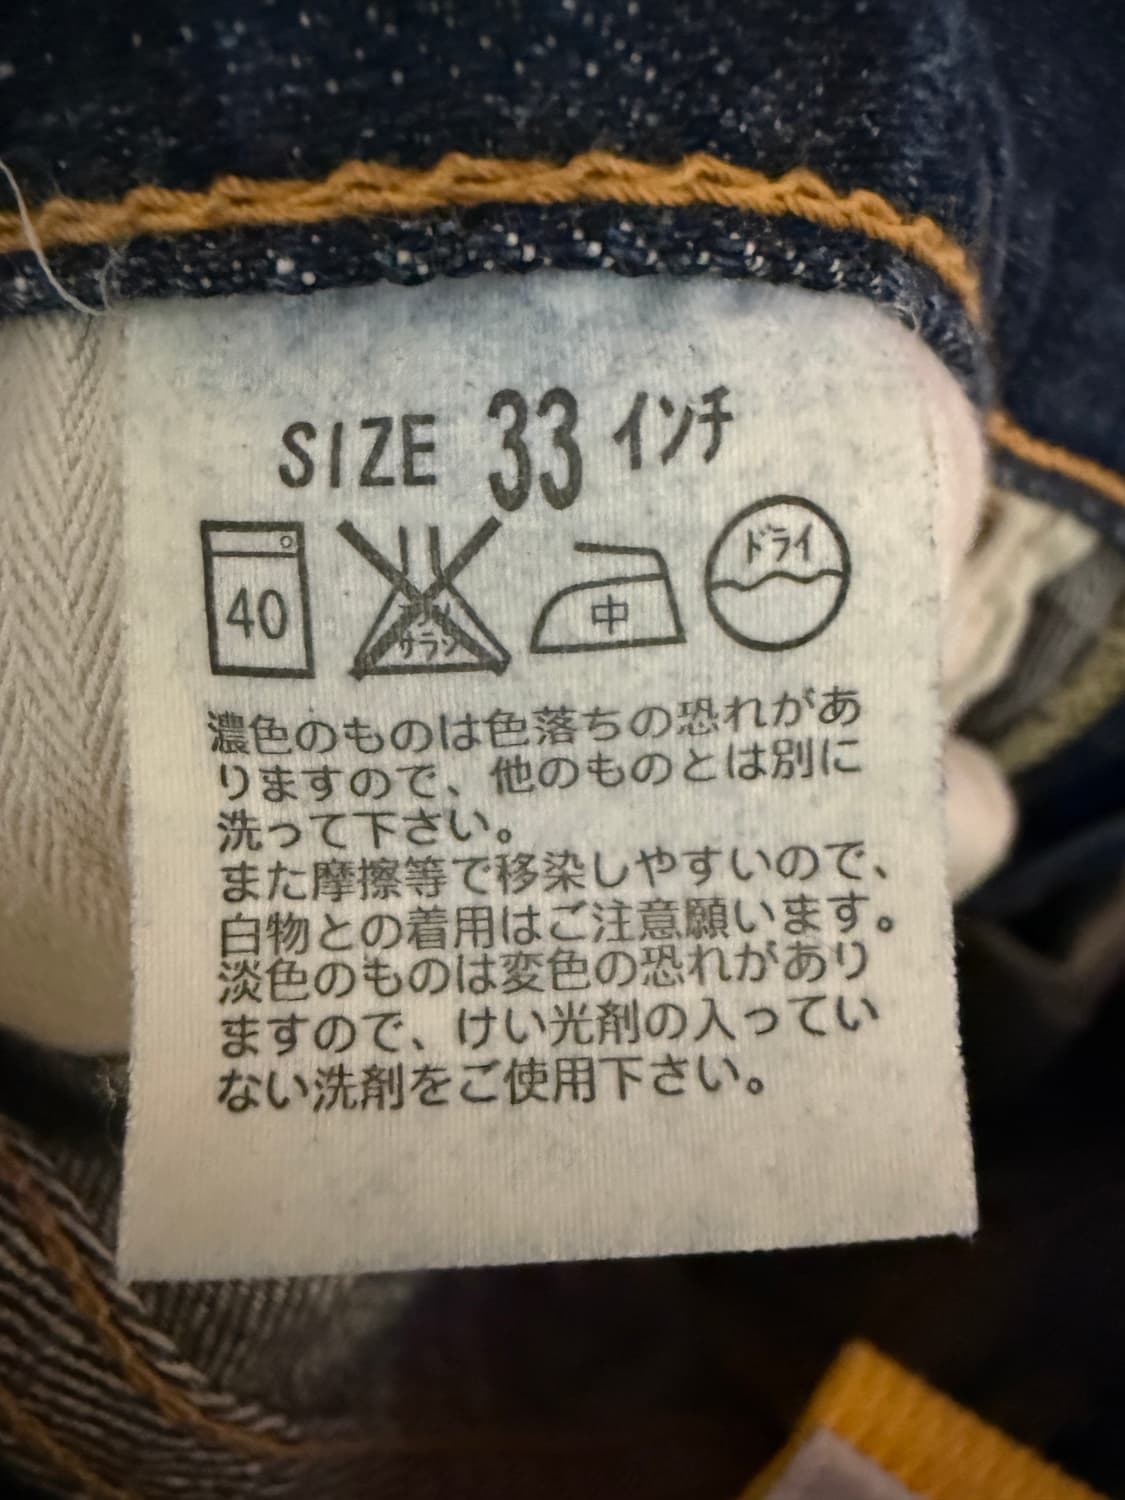 SIZE 33 インチ
40 サラシ 中 ドライ
濃色のものは色落ちの恐れがあ
りますので、他のものとは別に
洗って下さい。
また摩擦等で移染しやすいので、
白物との着用はご注意願います。
淡色のものは変色の恐れがあり
ますので、けい光剤の入ってい
ない洗剤をご使用下さい。